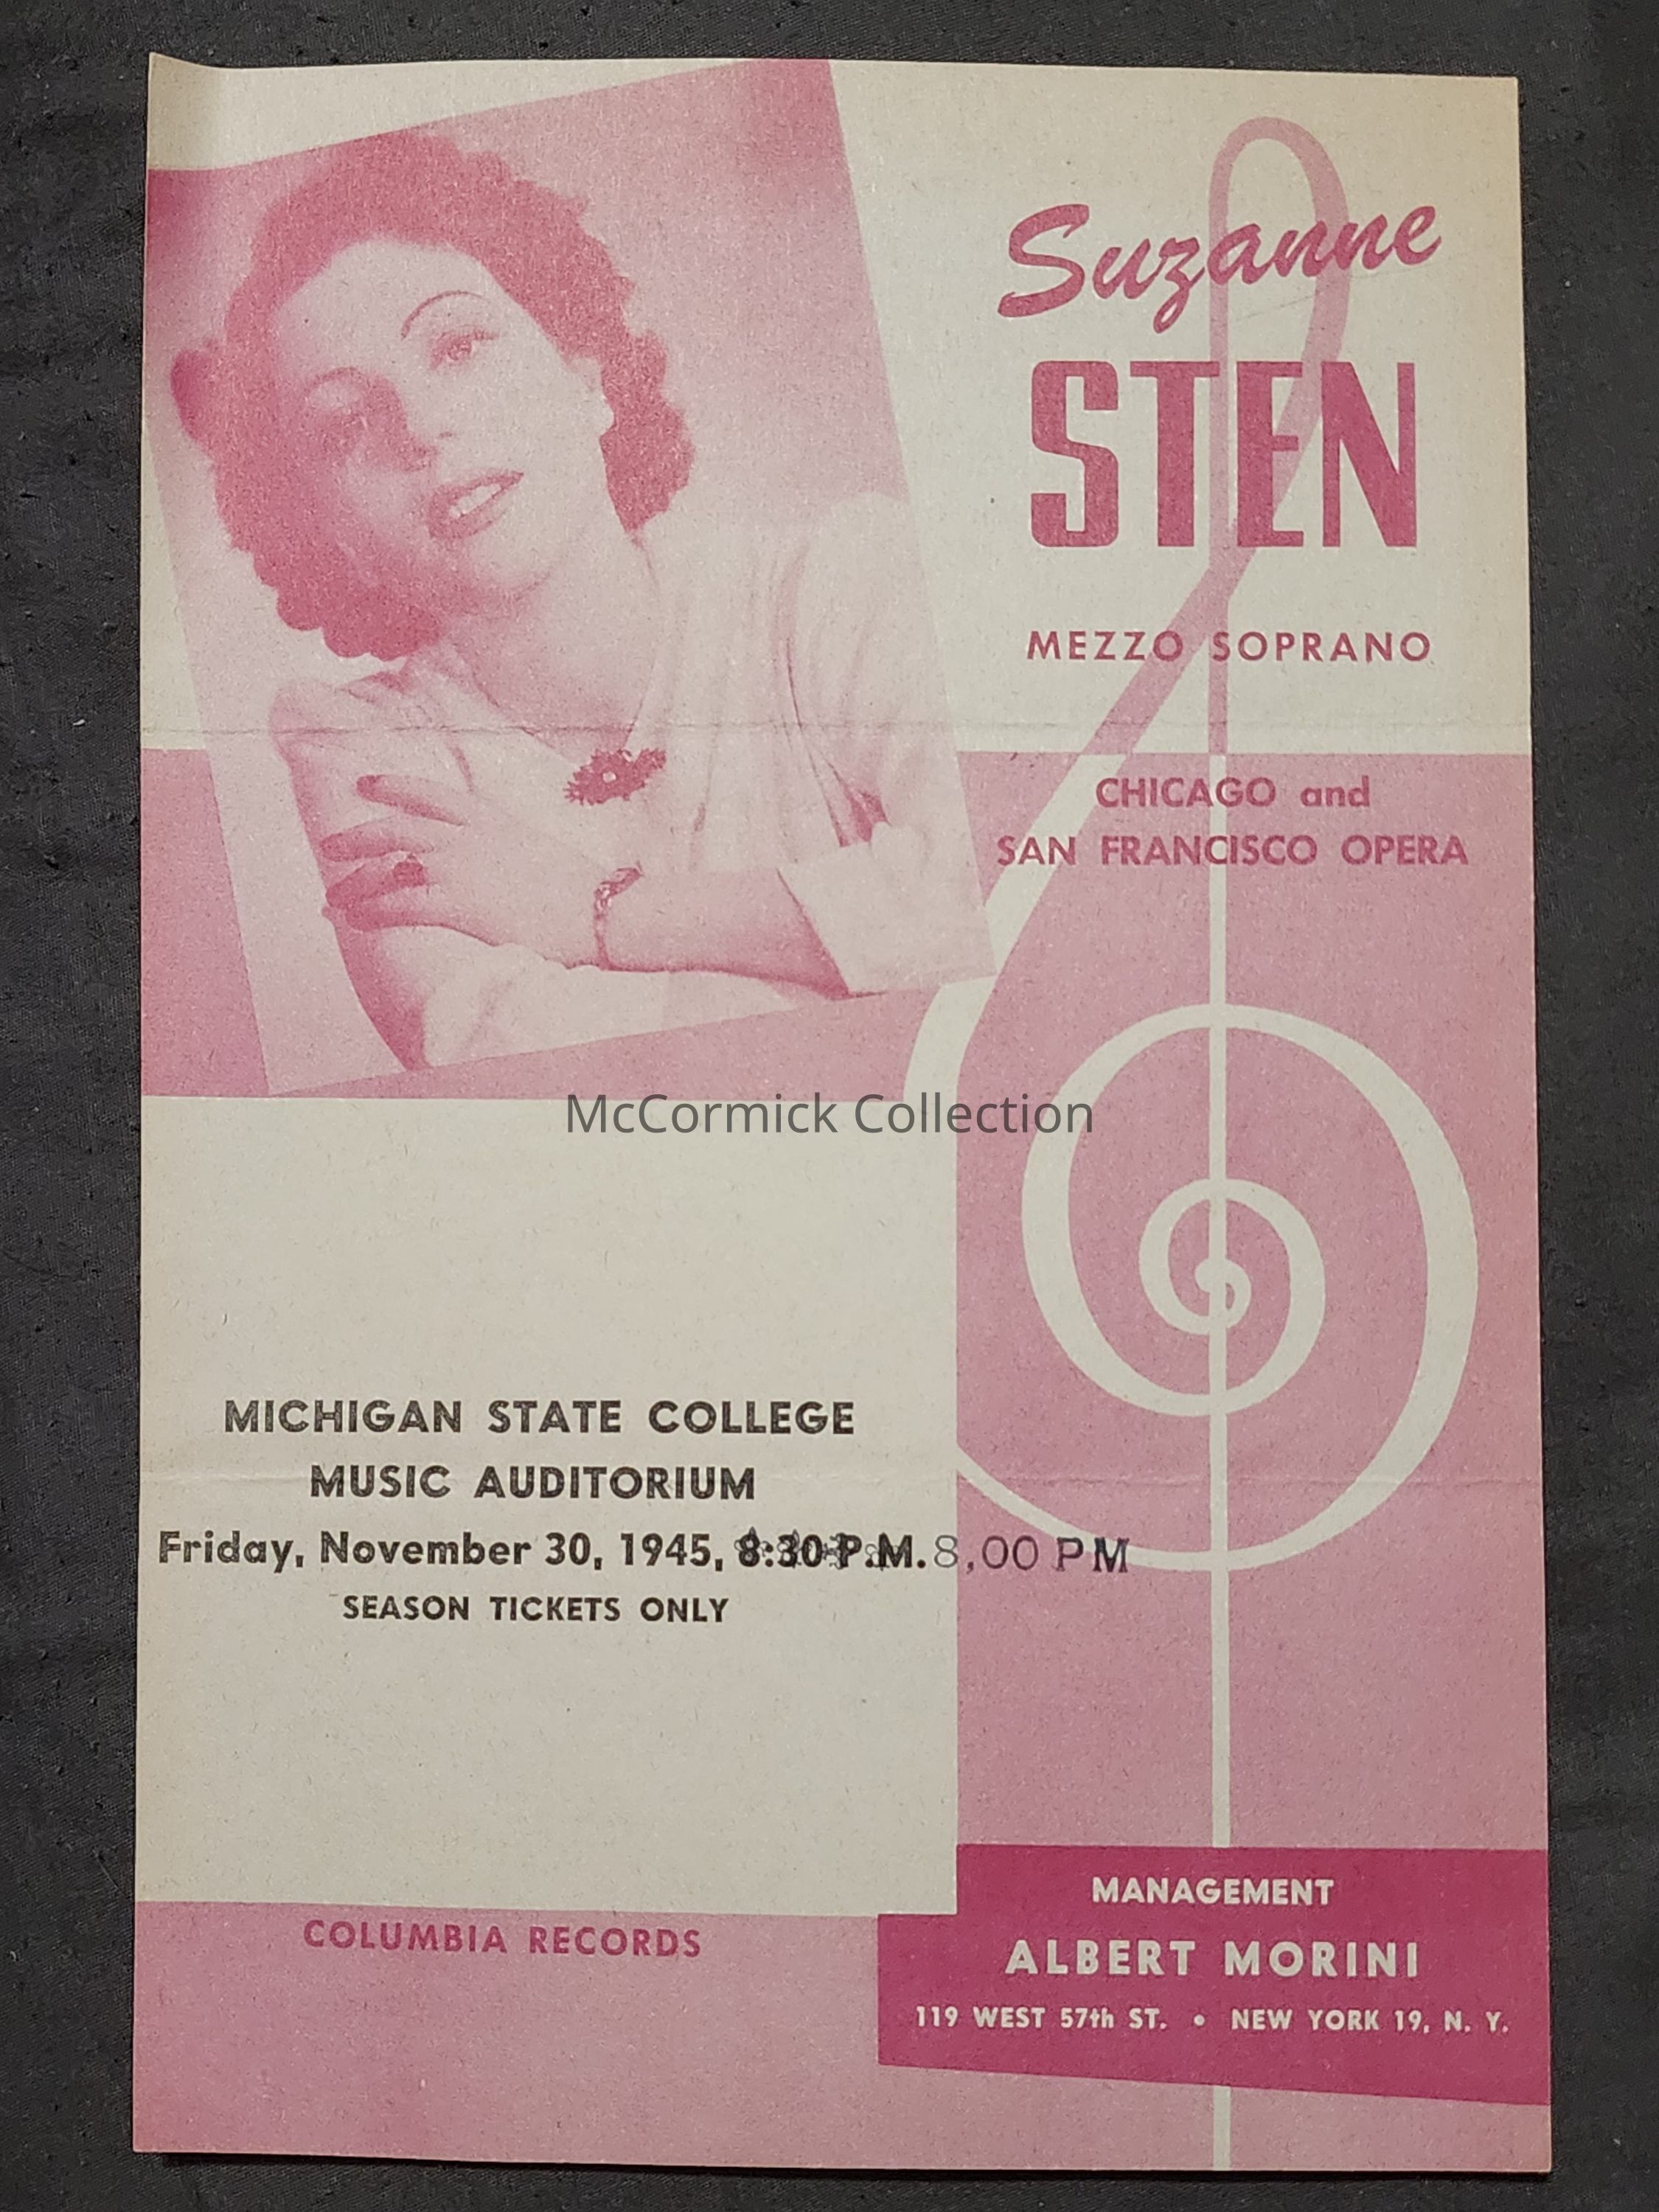 Suzanne
STEN
MEZZO SOPRANO
CHICAGO and
SAN FRANCISCO OPERA
McCormick Collection
MICHIGAN STATE COLLEGE
MUSIC AUDITORIUM
Friday, November 30, 1945, 8:30 P.M. 8,00 PM
SEASON TICKETS ONLY
COLUMBIA RECORDS
MANAGEMENT
ALBERT MORINI
119 WEST 57th ST. • NEW YORK 19, N. Y.